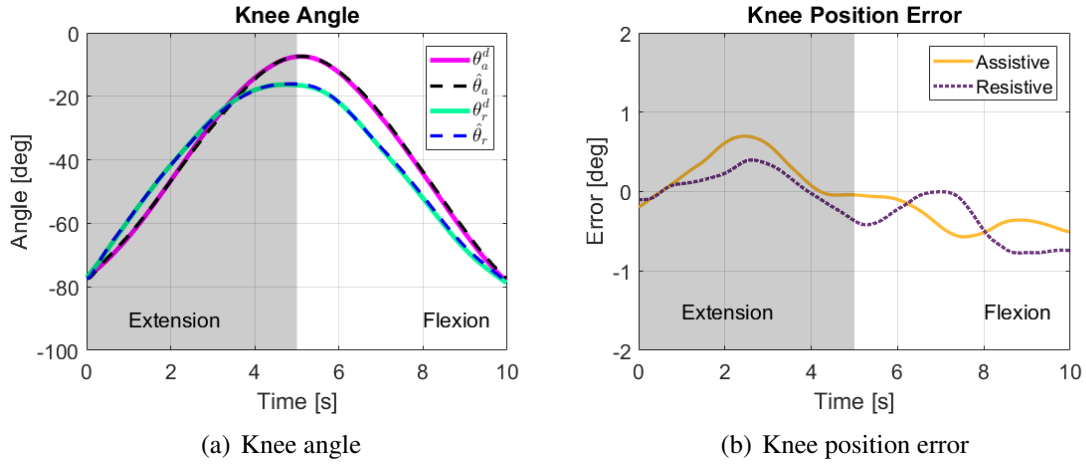 Knee Angle
0
-20
-40
-60
-80
-100
Angle [deg]
θ_a^d
θ̂_a
θ_r^d
θ̂_r
Extension
Flexion
0 2 4 6 8 10
Time [s]
(a) Knee angle
Knee Position Error
2
1
0
-1
-2
Error [deg]
Assistive
Resistive
Extension
Flexion
0 2 4 6 8 10
Time [s]
(b) Knee position error